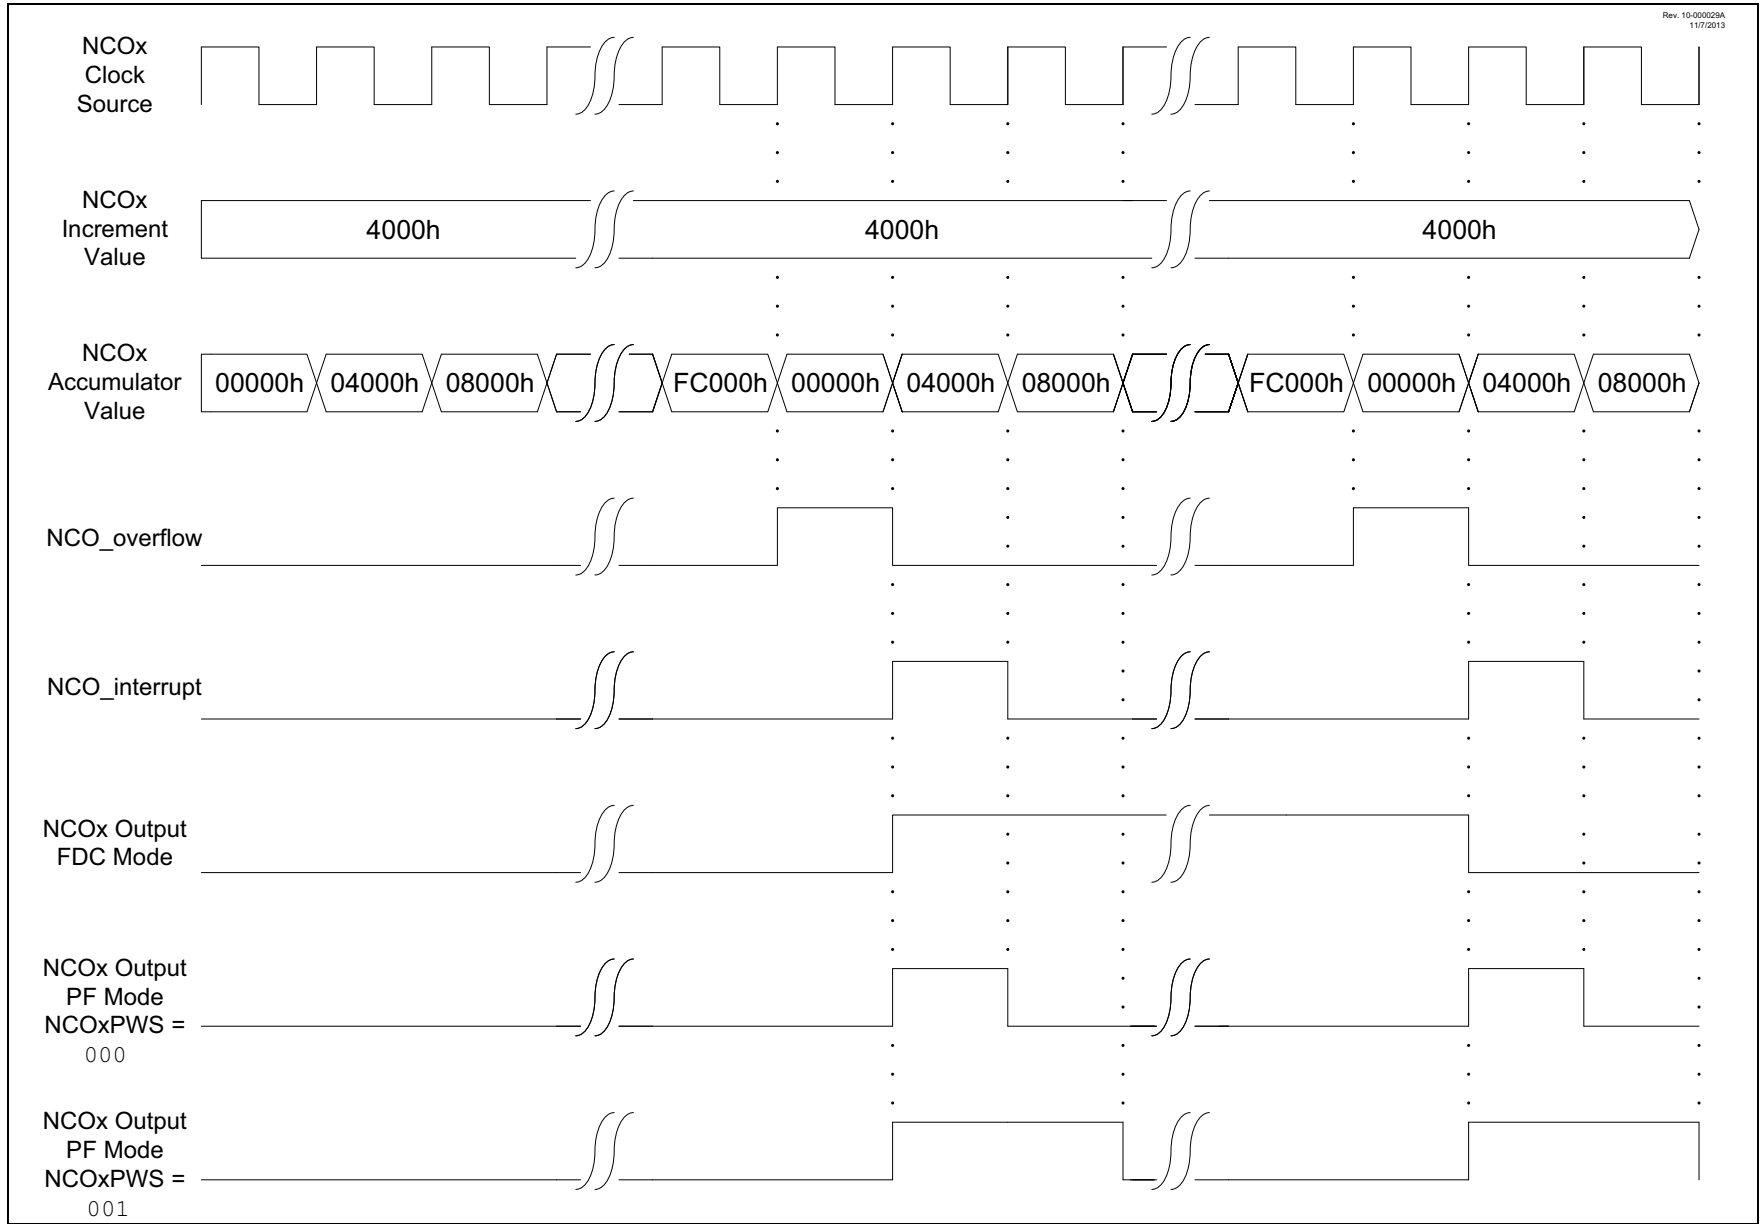 Rev. 10-000029A
11/7/2013
NCOx
Clock
Source
NCOx
Increment
Value
4000h
4000h
4000h
NCOx
Accumulator
Value
00000h
04000h
08000h
FC000h
00000h
04000h
08000h
FC000h
00000h
04000h
08000h
NCO_overflow
NCO_interrupt
NCOx Output
FDC Mode
NCOx Output
PF Mode
NCOxPWS =
000
NCOx Output
PF Mode
NCOxPWS =
001